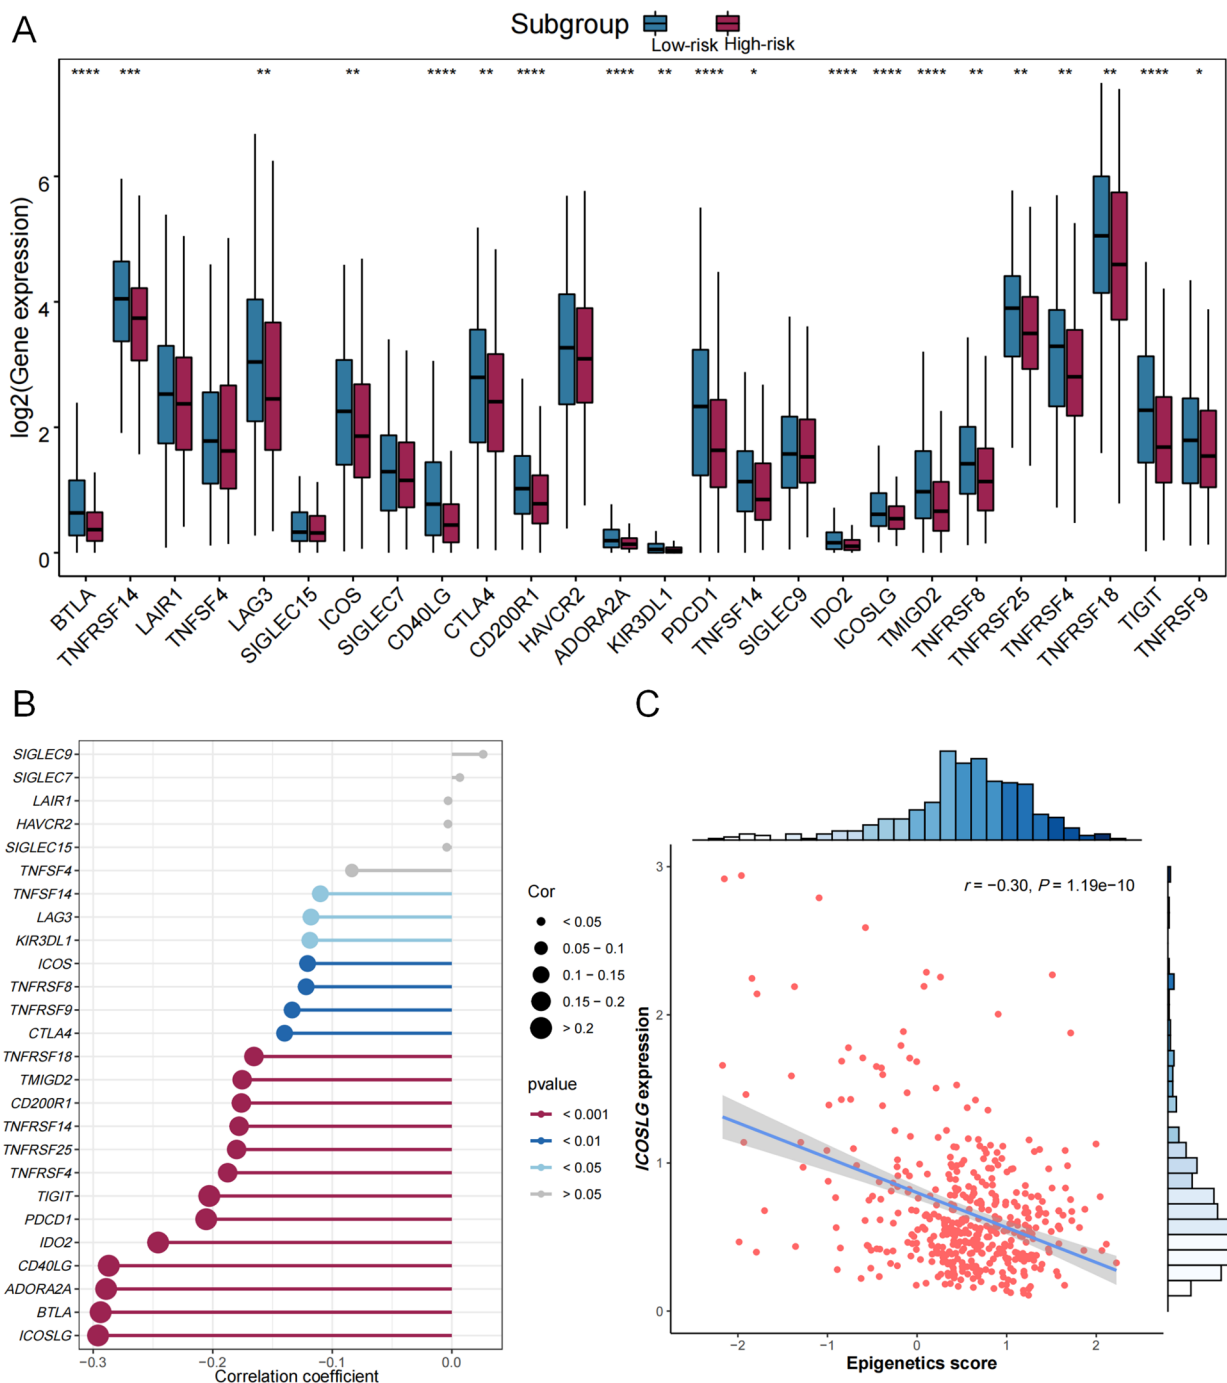 A
Subgroup
Low-risk High-risk
**** *** ** ** **** ** **** **** ** **** * **** **** **** ** ** ** ** **** *
log2(Gene expression)
6
4
2
0
BTLA
TNFRSF14
LAIR1
TNFSF4
LAG3
SIGLEC15
ICOS
SIGLEC7
CD40LG
CTLA4
CD200R1
HAVCR2
ADORA2A
KIR3DL1
PDCD1
TNFSF14
SIGLEC9
IDO2
ICOSLG
TMIGD2
TNFRSF8
TNFRSF25
TNFRSF4
TNFRSF18
TIGIT
TNFRSF9
B
SIGLEC9
SIGLEC7
LAIR1
HAVCR2
SIGLEC15
TNFSF4
TNFSF14
LAG3
KIR3DL1
ICOS
TNFRSF8
TNFRSF9
CTLA4
TNFRSF18
TMIGD2
CD200R1
TNFRSF14
TNFRSF25
TNFRSF4
TIGIT
PDCD1
IDO2
CD40LG
ADORA2A
BTLA
ICOSLG
−0.3 −0.2 −0.1 0.0
Correlation coefficient
Cor
< 0.05
0.05 − 0.1
0.1 − 0.15
0.15 − 0.2
> 0.2
pvalue
< 0.001
< 0.01
< 0.05
> 0.05
C
r = −0.30, P = 1.19e−10
ICOSLG expression
3
2
1
0
−2 −1 0 1 2
Epigenetics score